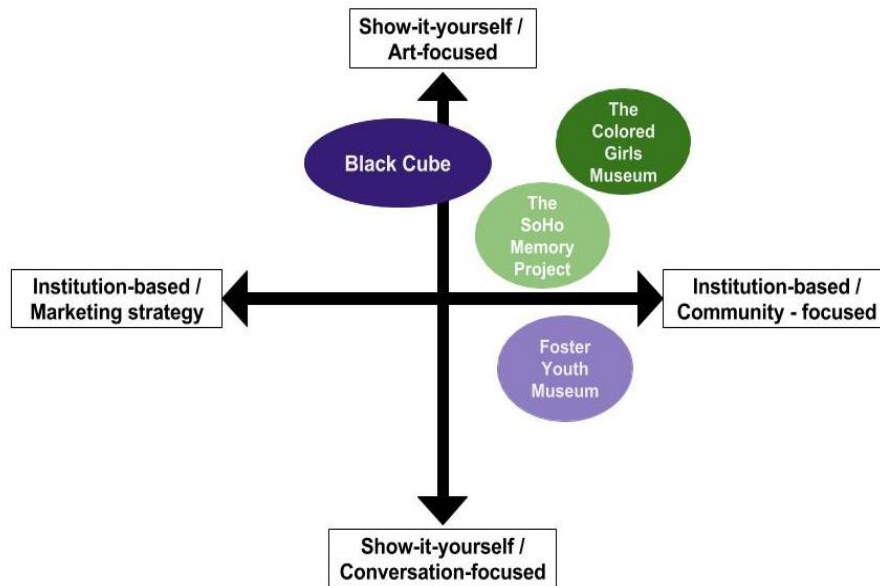 Show-it-yourself /
Art-focused
The
Colored
Girls
Museum
Black Cube
The
SoHo
Memory
Project
Institution-based /
Marketing strategy
Institution-based /
Community - focused
Foster
Youth
Museum
Show-it-yourself /
Conversation-focused